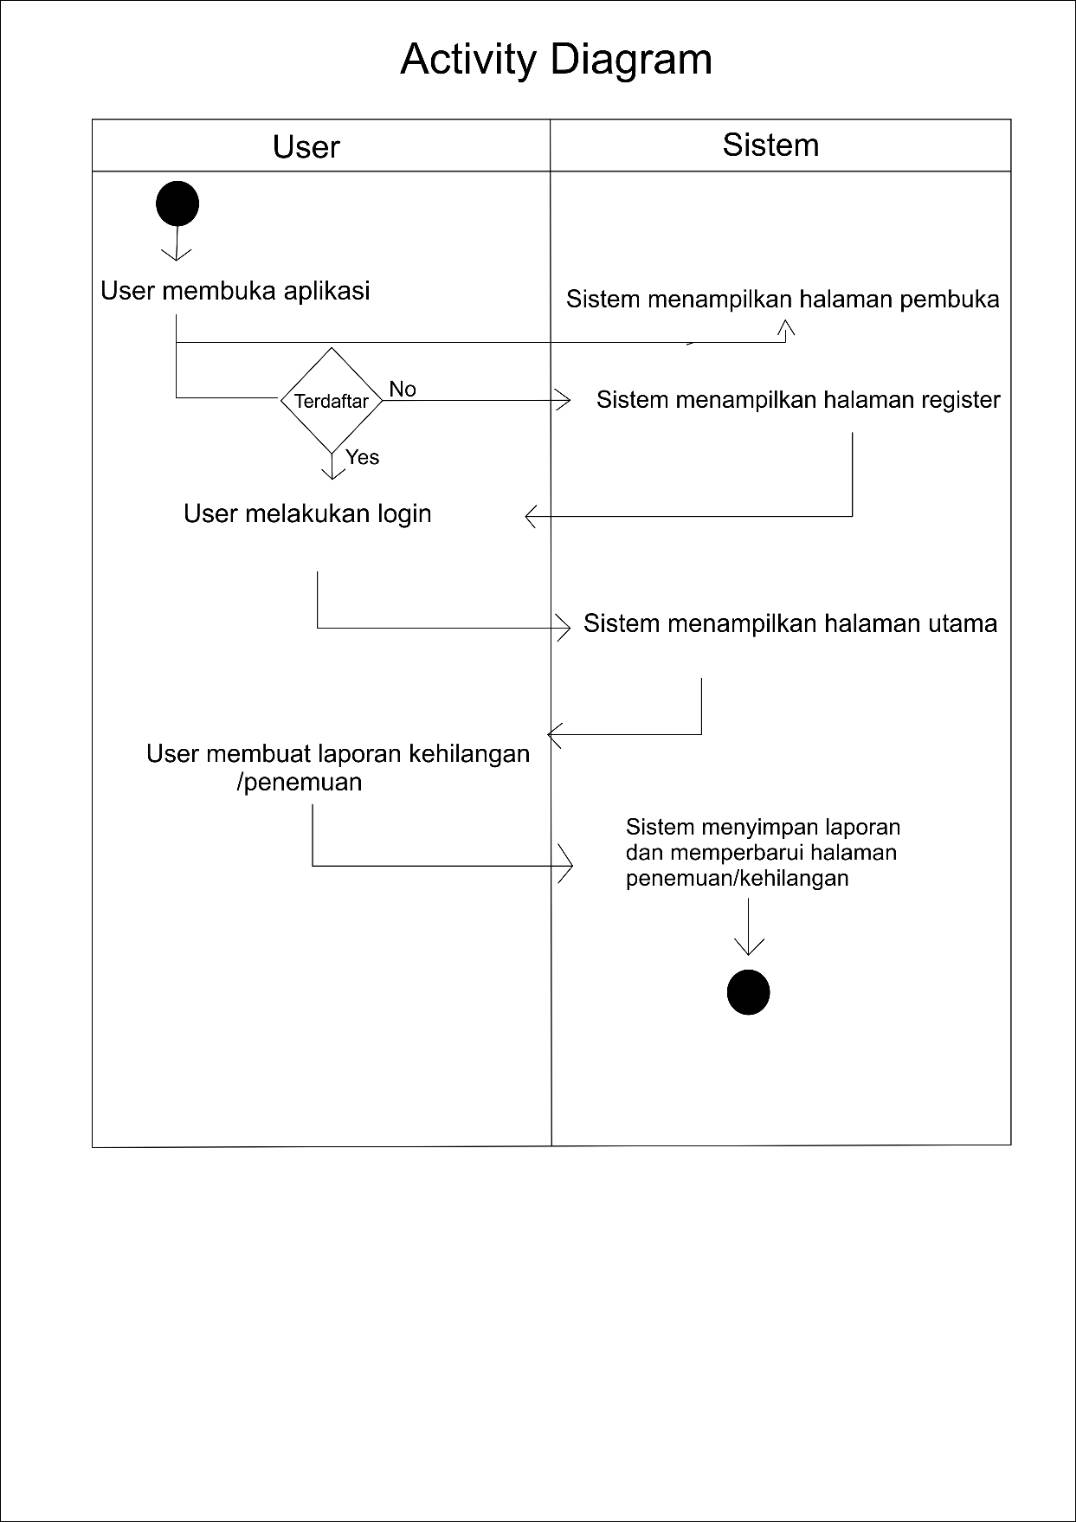 Activity Diagram
User
Sistem
User membuka aplikasi
Sistem menampilkan halaman pembuka
Terdaftar
No
Sistem menampilkan halaman register
Yes
User melakukan login
Sistem menampilkan halaman utama
User membuat laporan kehilangan
/penemuan
Sistem menyimpan laporan
dan memperbarui halaman
penemuan/kehilangan